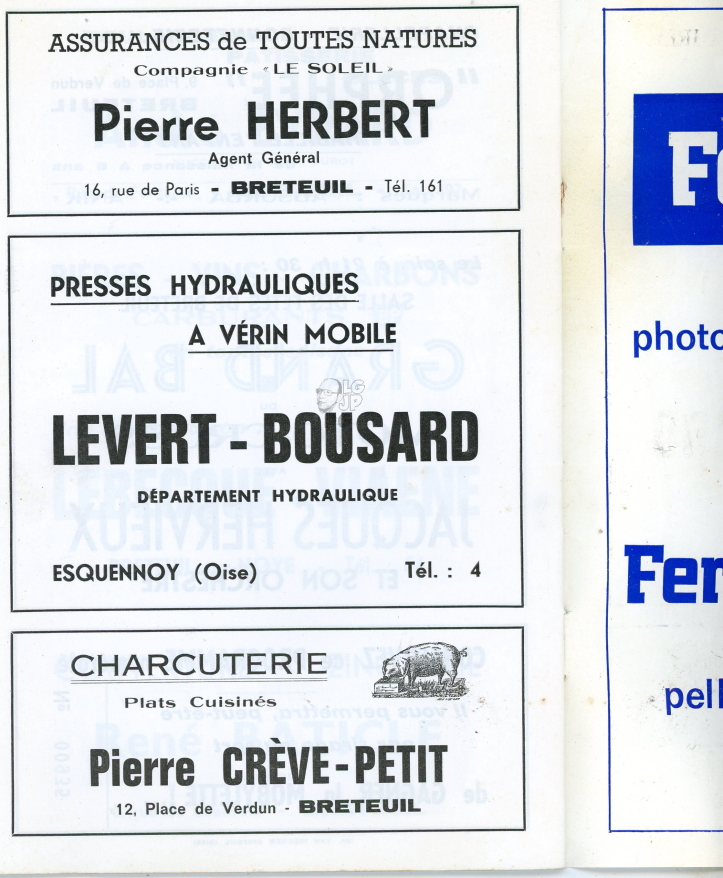 ASSURANCES de TOUTES NATURES
Compagnie «LE SOLEIL»
Pierre HERBERT
Agent Général
16, rue de Paris - BRETEUIL - Tél. 161
PRESSES HYDRAULIQUES
A VÉRIN MOBILE
LG
JP
LEVERT - BOUSARD
DÉPARTEMENT HYDRAULIQUE
ESQUENNOY (Oise) Tél. : 4
CHARCUTERIE
Plats Cuisinés
Pierre CRÈVE-PETIT
12, Place de Verdun - BRETEUIL
photo
Fer
pell